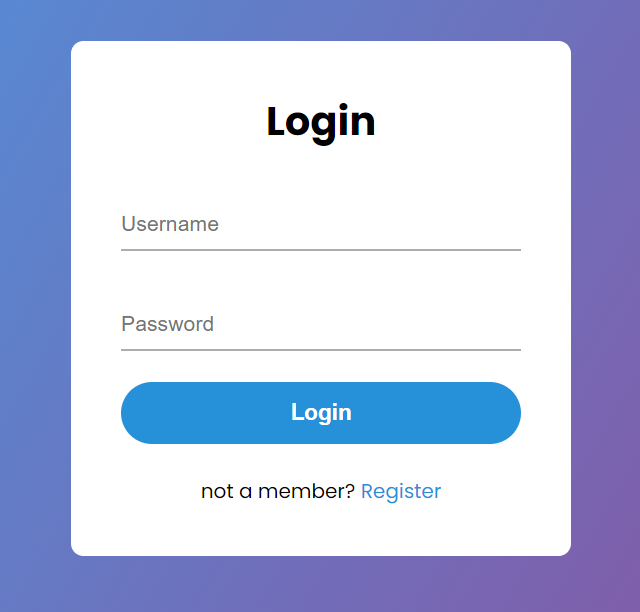 Login
Username
Password
Login
not a member? Register